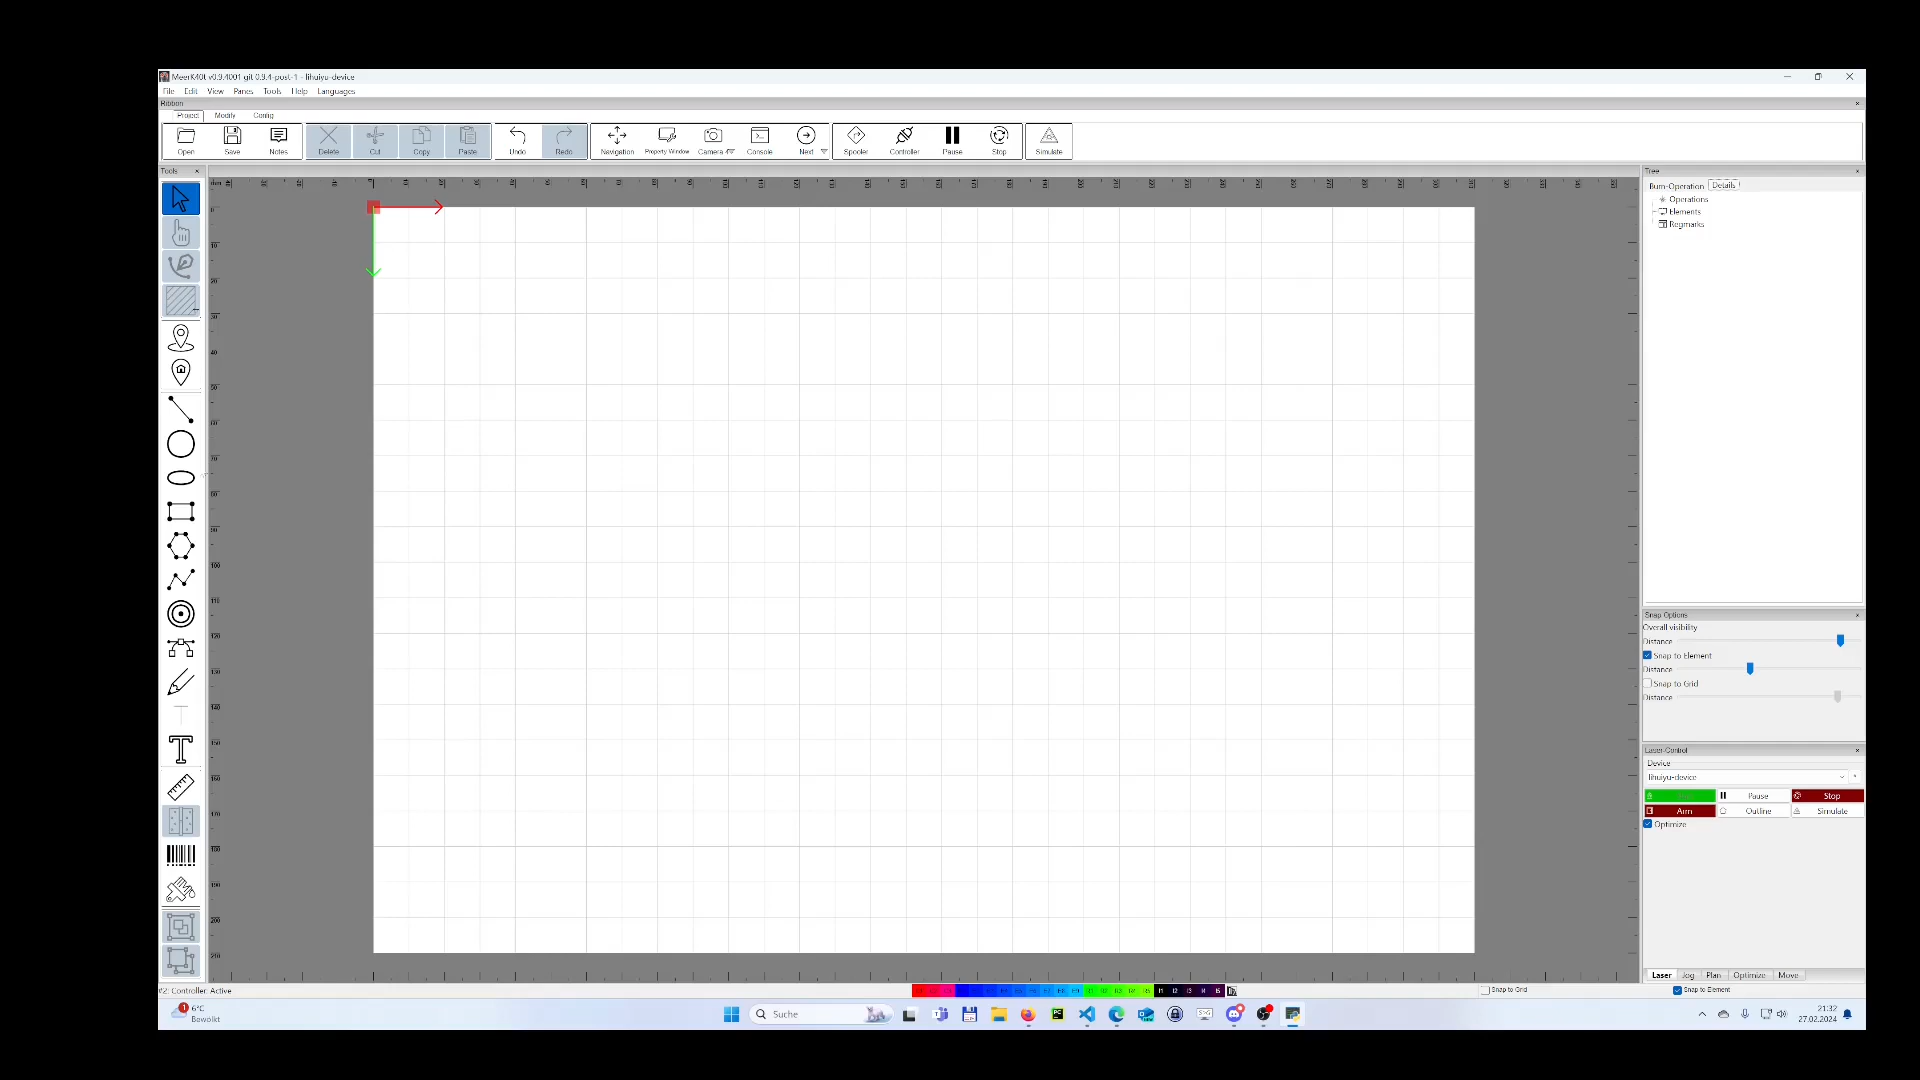 MeerK40t v0.9.4001 git 0.9.4-post-1 - lihuiyu-device
File Edit View Panes Tools Help Languages
Ribbon
Project Modify Config
Open Save Notes Delete Cut Copy Paste Undo Redo Navigation Property Window Camera Console Next Spooler Controller Pause Stop Simulate
Tools
Tree
Burn-Operation Details
Operations
Elements
Regmarks
Snap Options
Overall visibility
Distance
Snap to Element
Distance
Snap to Grid
Distance
Laser-Control
Device
lihuiyu-device
Pause Stop
Arm Outline Simulate
Optimize
Laser Jog Plan Optimize Move
#2: Controller: Active
Snap to Grid Snap to Element
6°C
Bewölkt
Suche
21:32
27.02.2024